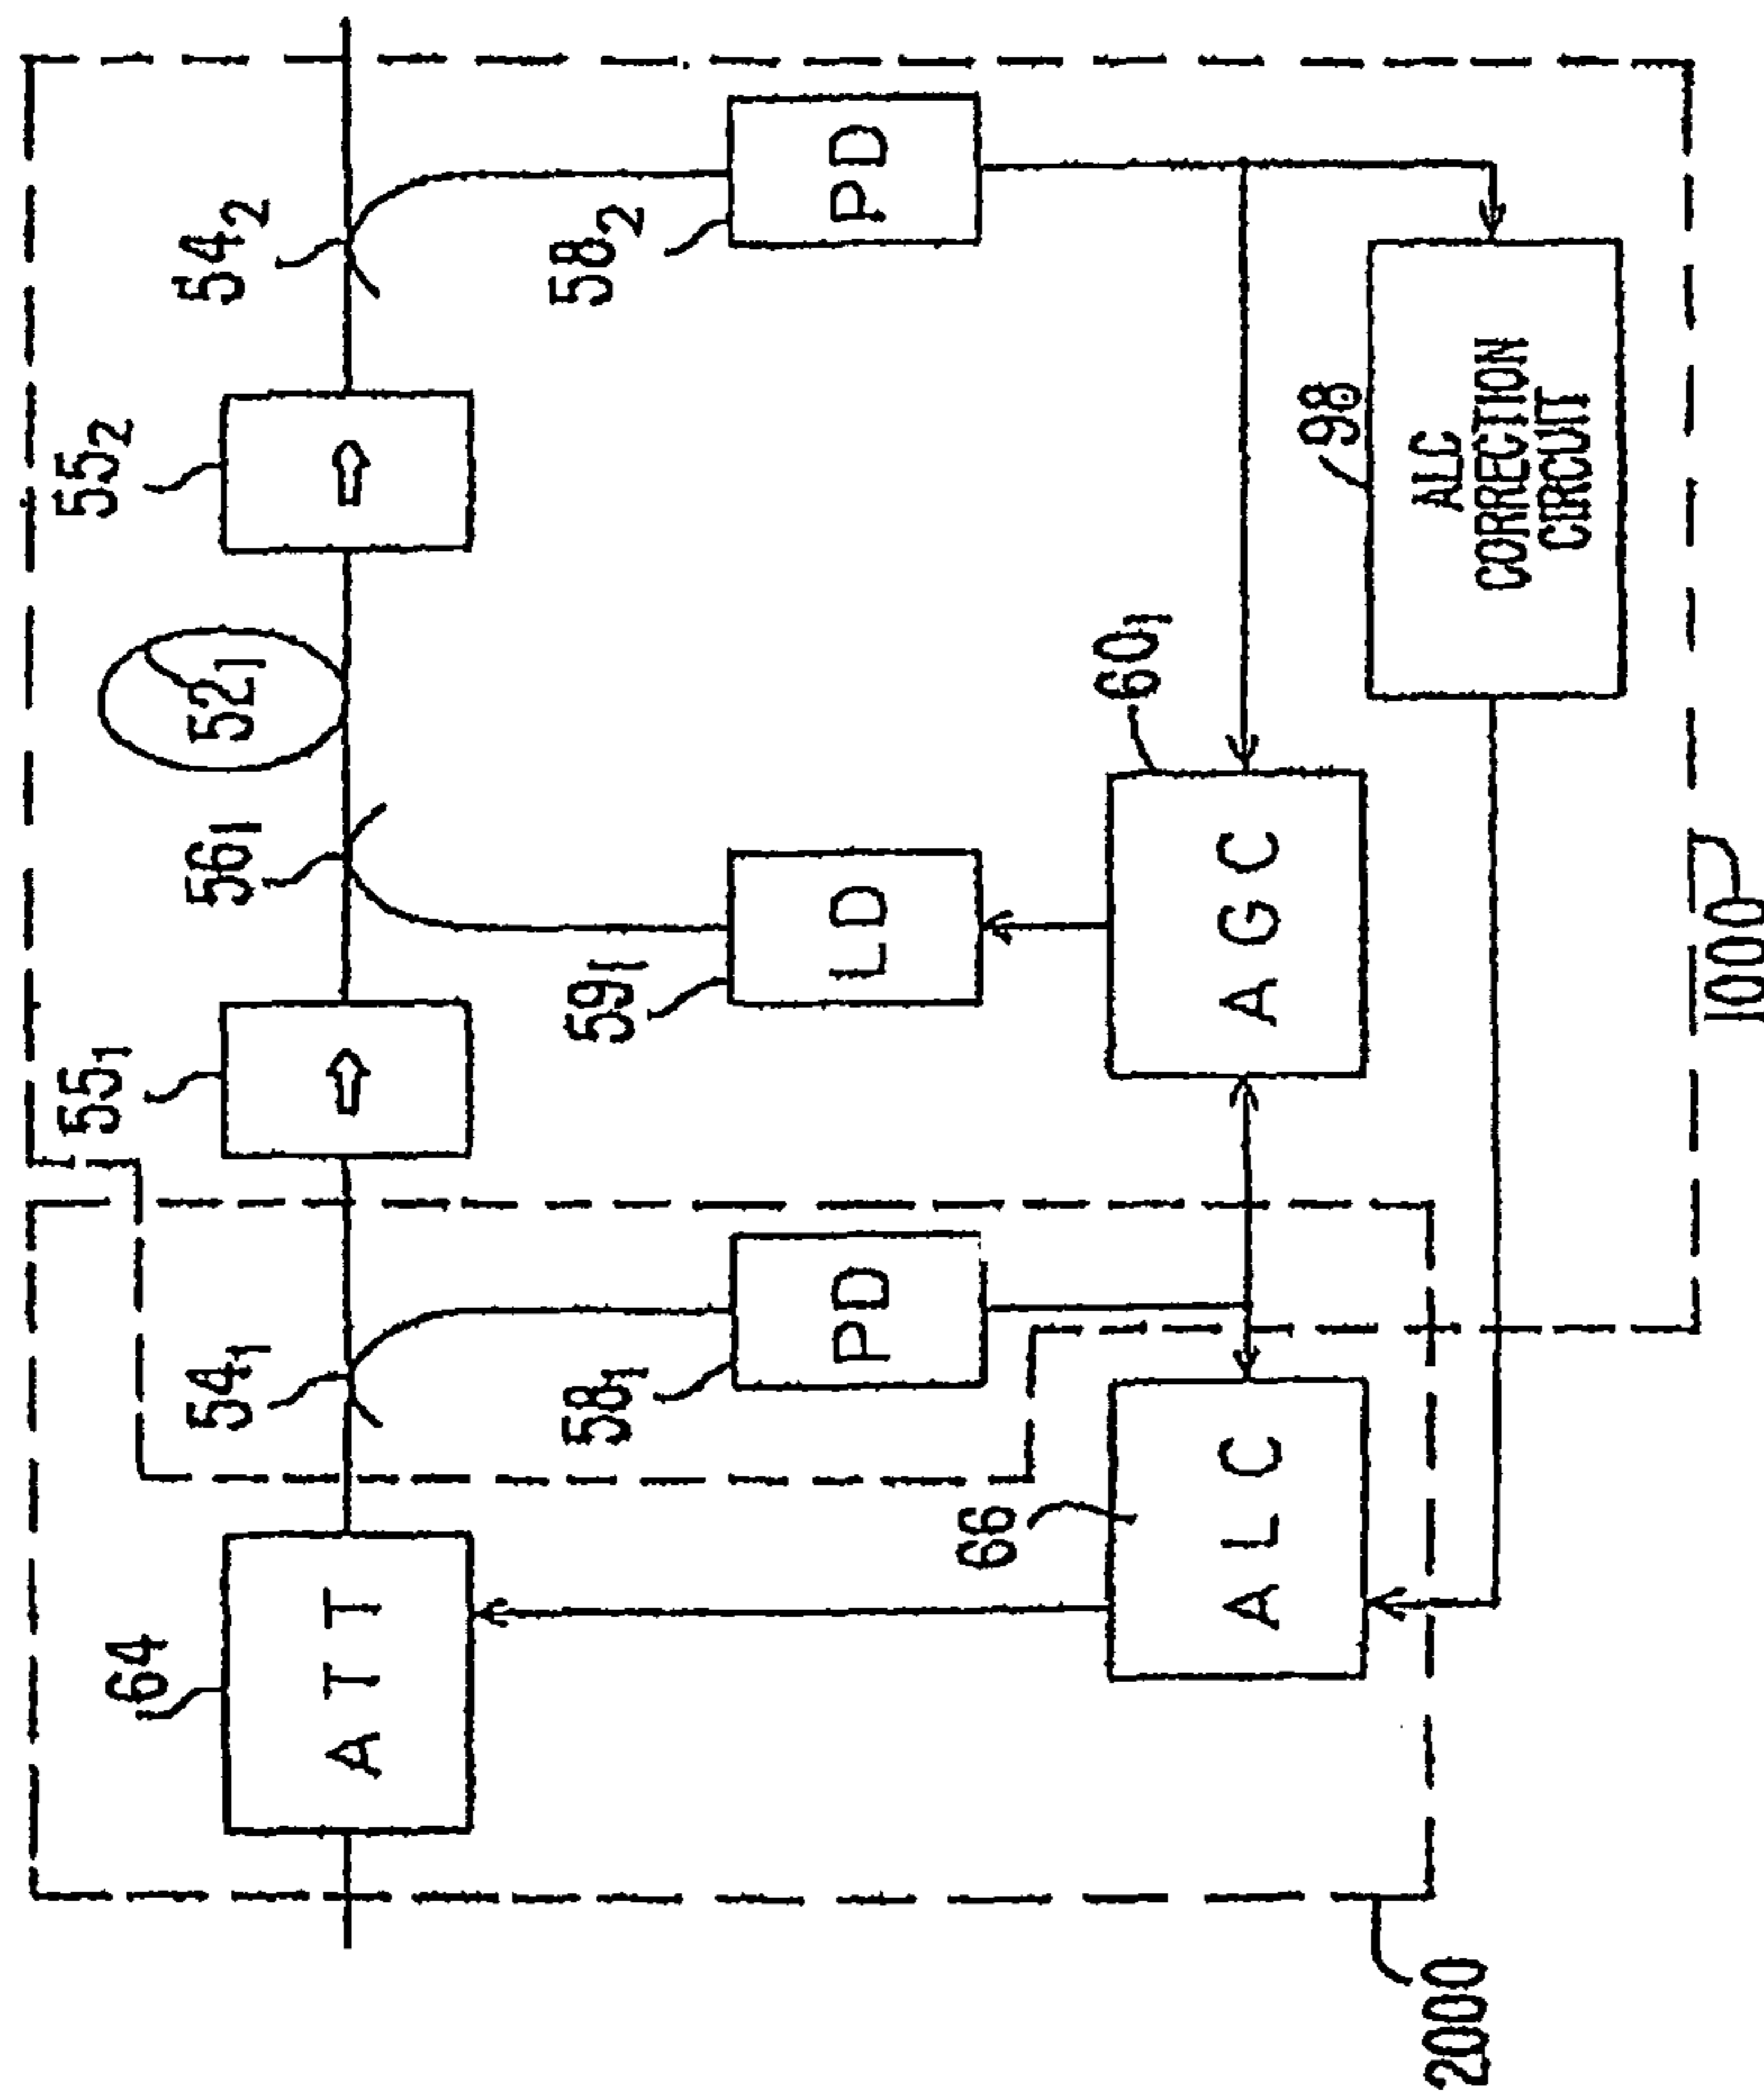 64
ATT
54₁
55₁
56₁
52₁
55₂
54₂
58₁
PD
59₁
LD
58₂
PD
66
ALC
60₁
AGC
98
ALC
CORRECTION
CIRCUIT
2000
1000